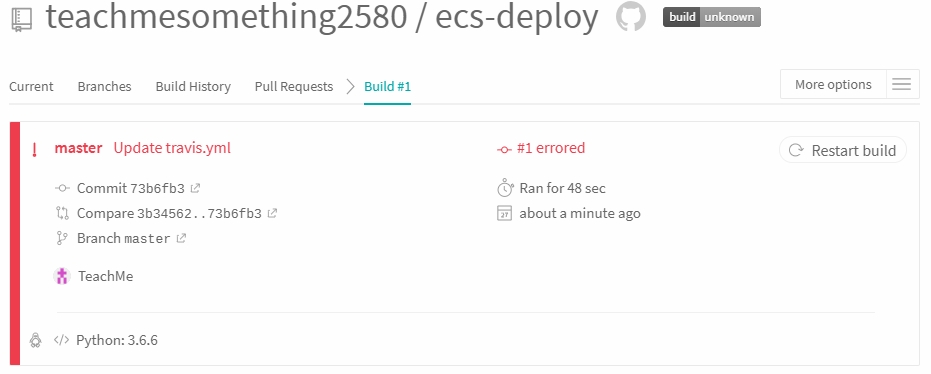 teachmesomething2580 / ecs-deploy build unknown
Current Branches Build History Pull Requests Build #1 More options
! master Update travis.yml #1 errored Restart build
Commit 73b6fb3 Ran for 48 sec
Compare 3b34562..73b6fb3 about a minute ago
Branch master
TeachMe
</> Python: 3.6.6